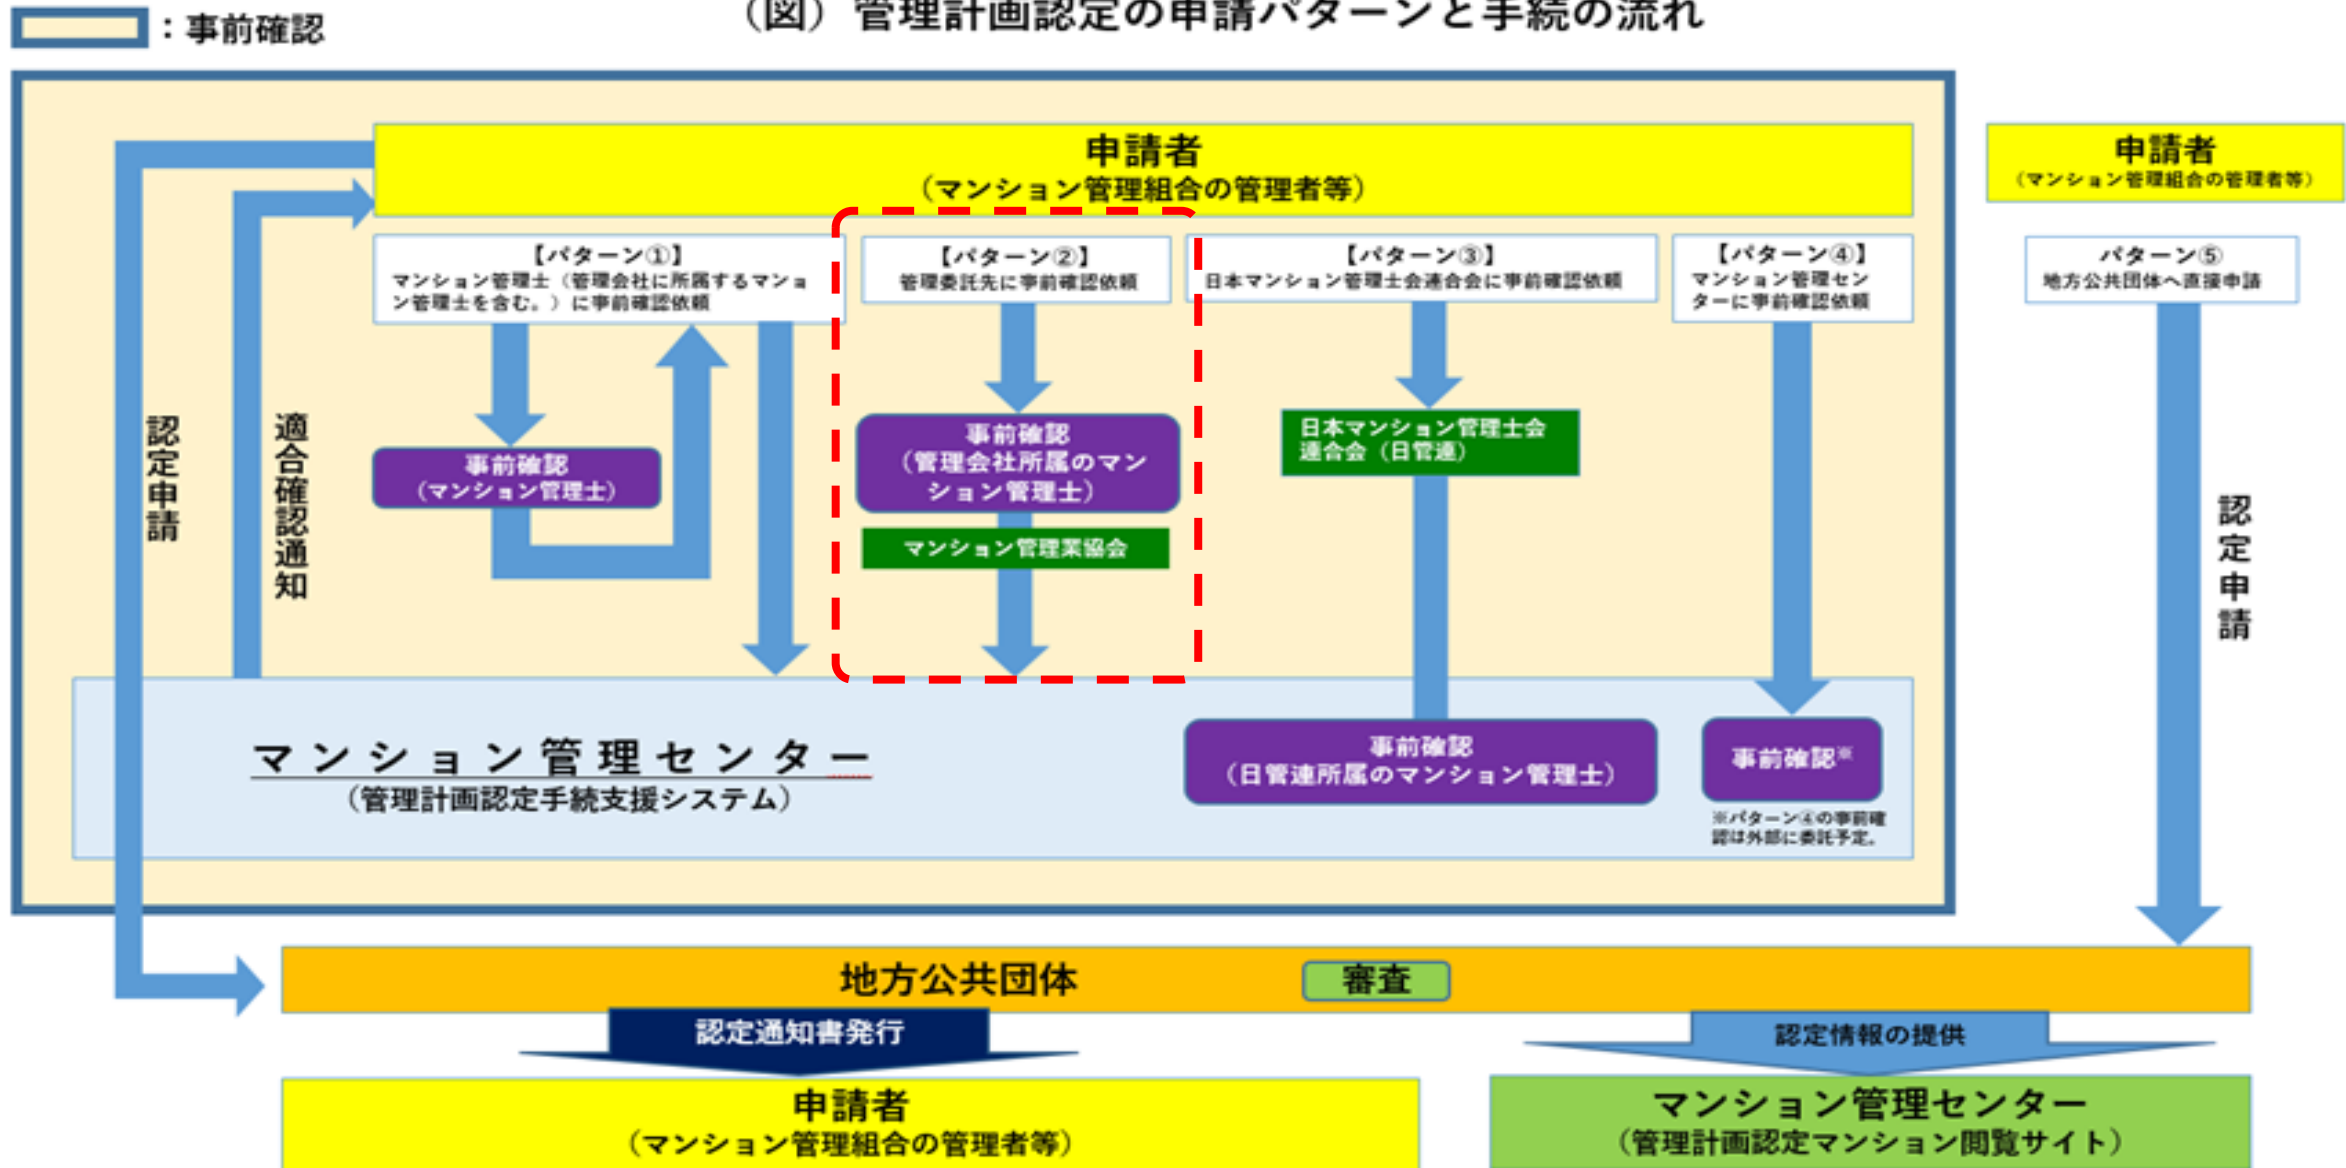 (図) 管理計画認定の申請パターンと手続の流れ
：事前確認
申請者
(マンション管理組合の管理者等)
申請者
(マンション管理組合の管理者等)
【パターン①】
マンション管理士（管理会社に所属するマンショ
ン管理士を含む。）に事前確認依頼
【パターン②】
管理委託先に事前確認依頼
【パターン③】
日本マンション管理士会連合会に事前確認依頼
【パターン④】
マンション管理セン
ターに事前確認依頼
パターン⑤
地方公共団体へ直接申請
認定申請
適合確認通知
事前確認
(マンション管理士)
事前確認
(管理会社所属のマン
ション管理士)
マンション管理業協会
日本マンション管理士会
連合会（日管連）
認定申請
マンション管理センター
(管理計画認定手続支援システム)
事前確認
(日管連所属のマンション管理士)
事前確認※
※パターン④の事前確
認は外部に委託予定。
地方公共団体
審査
認定通知書発行
認定情報の提供
申請者
(マンション管理組合の管理者等)
マンション管理センター
(管理計画認定マンション閲覧サイト)